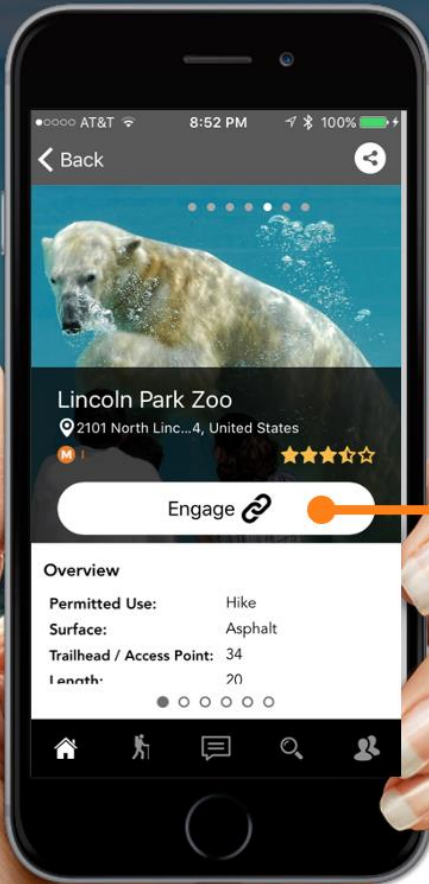 AT&T 8:52 PM 100%
Back
Lincoln Park Zoo
2101 North Linc...4, United States
M I
Engage
Overview
Permitted Use: Hike
Surface: Asphalt
Trailhead / Access Point: 34
Length: 20